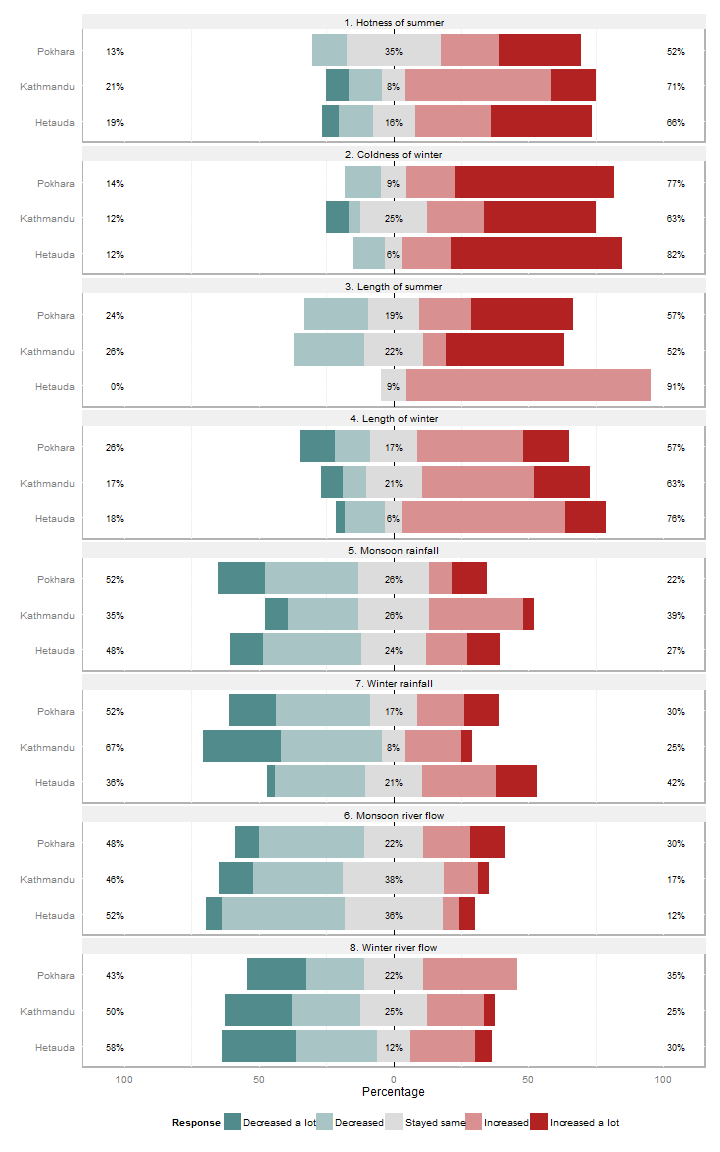 1. Hotness of summer
Pokhara 13% 35% 52%
Kathmandu 21% 8% 71%
Hetauda 19% 16% 66%
2. Coldness of winter
Pokhara 14% 9% 77%
Kathmandu 12% 25% 63%
Hetauda 12% 6% 82%
3. Length of summer
Pokhara 24% 19% 57%
Kathmandu 26% 22% 52%
Hetauda 0% 9% 91%
4. Length of winter
Pokhara 26% 17% 57%
Kathmandu 17% 21% 63%
Hetauda 18% 6% 76%
5. Monsoon rainfall
Pokhara 52% 26% 22%
Kathmandu 35% 26% 39%
Hetauda 48% 24% 27%
7. Winter rainfall
Pokhara 52% 17% 30%
Kathmandu 67% 8% 25%
Hetauda 36% 21% 42%
6. Monsoon river flow
Pokhara 48% 22% 30%
Kathmandu 46% 38% 17%
Hetauda 52% 36% 12%
8. Winter river flow
Pokhara 43% 22% 35%
Kathmandu 50% 25% 25%
Hetauda 58% 12% 30%
100 50 0 50 100
Percentage
Response Decreased a lot Decreased Stayed same Increased Increased a lot